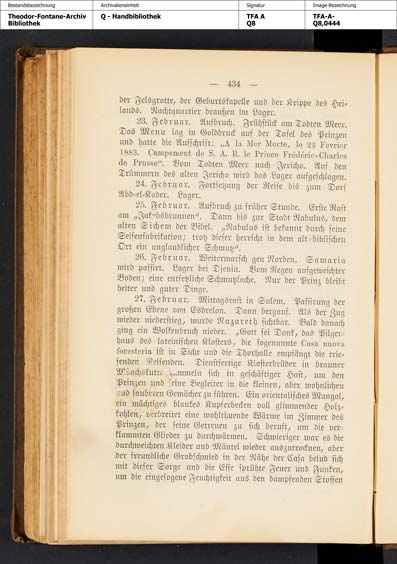 Bestandsbezeichnung
Theodor-Fontane-Archiv
Bibliothek
Archivalieneinheit
Q - Handbibliothek
Signatur
TFA A
Q8
Image-Bezeichnung
TFA-A-
Q8,0444
— 434 —
der Felsgrotte, der Geburtskapelle und der Krippe des Hei-
lands. Nachtquartier draußen im Lager.
23. Februar. Aufbruch. Frühstück am Todten Meer.
Das Menu lag in Golddruck auf der Tafel des Prinzen
und hatte die Aufschrift: „A la Mer Morte, le 23 Fevrier
1883. Campement de S. A. R. le Prince Frédéric-Charles
de Prusse“. Vom Todten Meer nach Jericho. Auf den
Trümmern des alten Jericho wird das Lager aufgeschlagen.
24. Februar. Fortsetzung der Reise bis zum Dorf
Abd-el-Kader. Lager.
25. Februar. Aufbruch zu früher Stunde. Erste Rast
am „Jakobsbrunnen“. Dann bis zur Stadt Nabulus, dem
alten Sichem der Bibel. „Nabulus ist bekannt durch seine
Seifenfabrikation; trotz dieser herrscht in dem alt-biblischen
Ort ein unglaublicher Schmutz“.
26. Februar. Weitermarsch gen Norden. Samaria
wird passirt. Lager bei Djenin. Vom Regen aufgeweichter
Boden; eine entsetzliche Schmutzlache. Nur der Prinz bleibt
heiter und guter Dinge.
27. Februar. Mittagsrast in Sulem. Passirung der
großen Ebene von Esdrelon. Dann bergauf. Als der Zug
wieder niederstieg, wurde Nazareth sichtbar. Bald danach
ging ein Wolkenbruch nieder. „Gott sei Dank, das Pilger-
haus des lateinischen Klosters, die sogenannte Casa nuova
foresteria ist in Sicht und die Thorhalle empfängt die trie-
fenden Reisenden. Dienstfertige Klosterbrüder in brauner
Mönchskutte tummeln sich in geschäftiger Hast, um den
Prinzen und seine Begleiter in die kleinen, aber wohnlichen
und sauberen Gemächer zu führen. Ein orientalisches Mangal,
ein mächtiges blankes Kupferbecken voll glimmender Holz-
kohlen, verbreitet eine wohlthuende Wärme im Zimmer des
Prinzen, der seine Getreuen zu sich beruft, um die ver-
klammten Glieder zu durchwärmen. Schwieriger war es die
durchweichten Kleider und Mäntel wieder auszutrocknen, aber
der freundliche Grobschmied in der Nähe der Casa belud sich
mit dieser Sorge und die Esse sprühte Feuer und Funken,
um die eingesogene Feuchtigkeit aus den dampfenden Stoffen